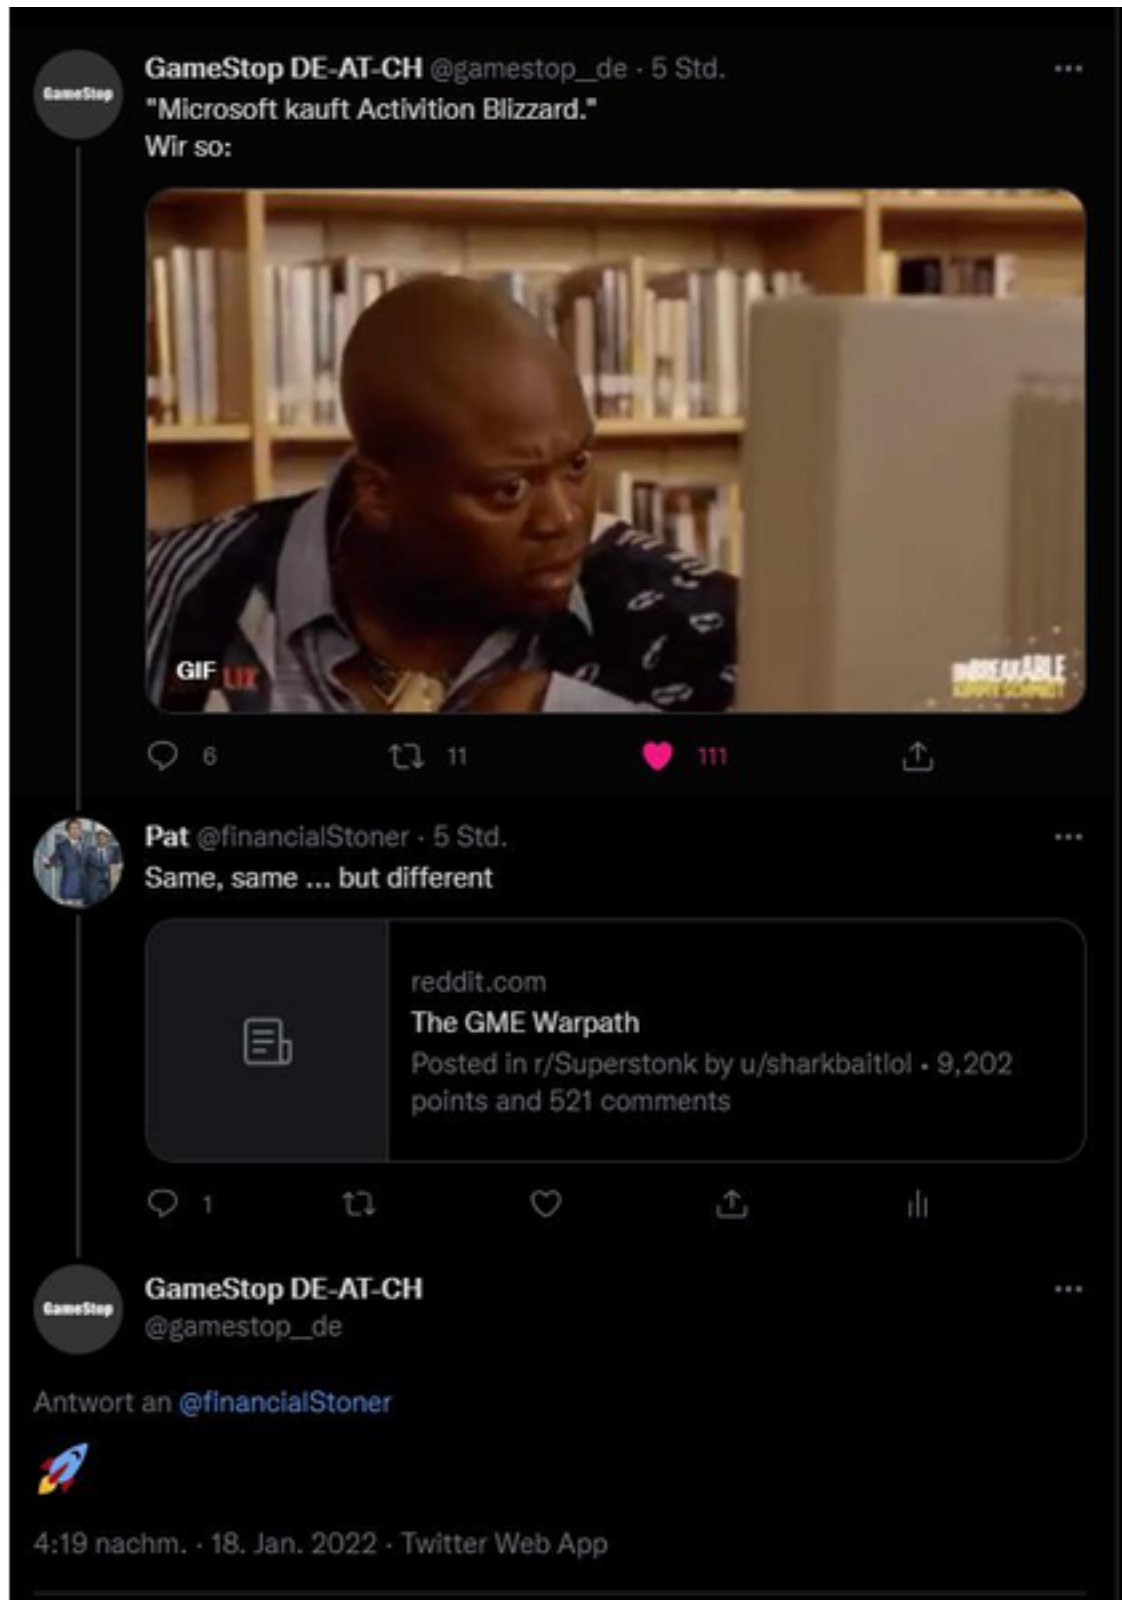 GameStop
GameStop DE-AT-CH @gamestop_de · 5 Std.
"Microsoft kauft Activition Blizzard."
Wir so:
GIF
UNBREAKABLE
KIMMY SCHMIDT
6
11
111
Pat @financialStoner · 5 Std.
Same, same ... but different
reddit.com
The GME Warpath
Posted in r/Superstonk by u/sharkbaitlol • 9,202
points and 521 comments
1
GameStop
GameStop DE-AT-CH
@gamestop_de
Antwort an @financialStoner
4:19 nachm. · 18. Jan. 2022 · Twitter Web App